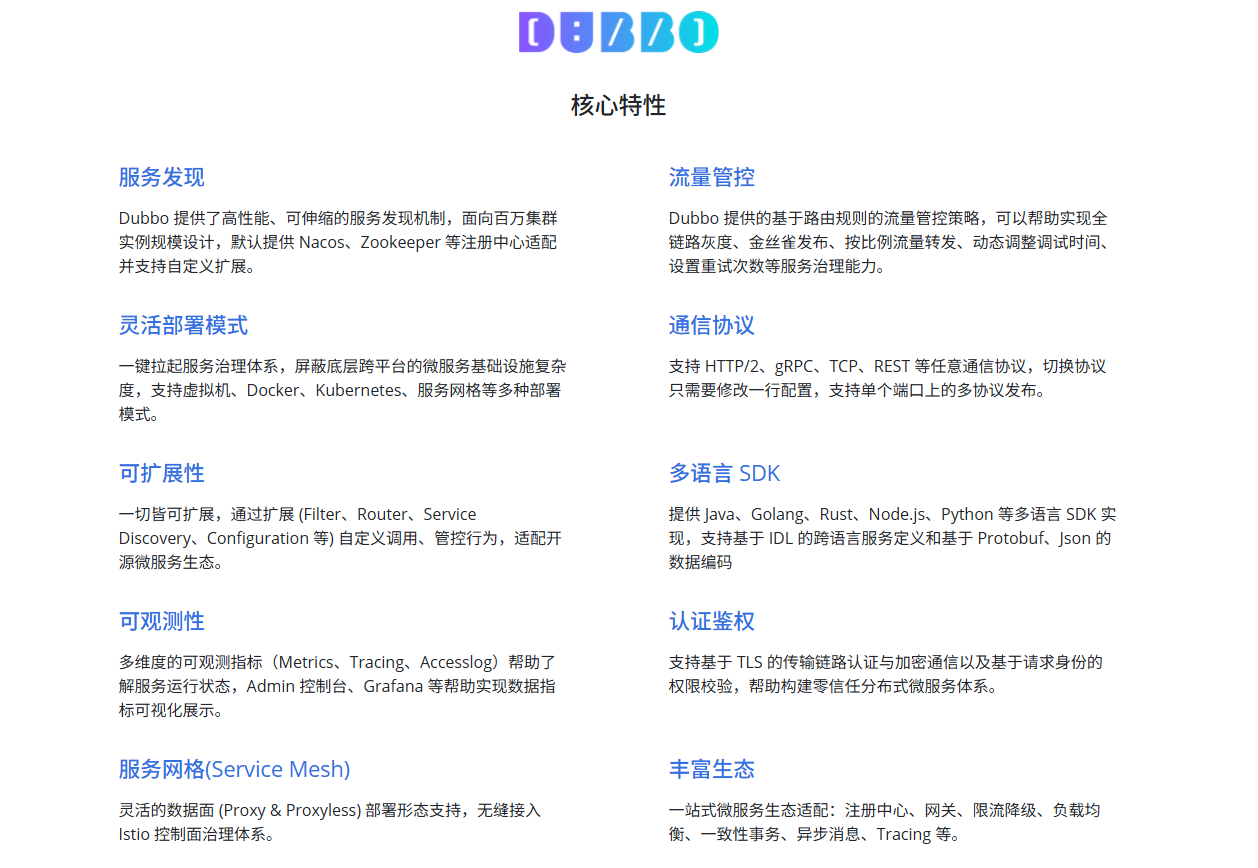 DUBBO
核心特性
服务发现
Dubbo 提供了高性能、可伸缩的服务发现机制，面向百万集群
实例规模设计，默认提供 Nacos、Zookeeper 等注册中心适配
并支持自定义扩展。
流量管控
Dubbo 提供的基于路由规则的流量管控策略，可以帮助实现全
链路灰度、金丝雀发布、按比例流量转发、动态调整调试时间、
设置重试次数等服务治理能力。
灵活部署模式
一键拉起服务治理体系，屏蔽底层跨平台的微服务基础设施复杂
度，支持虚拟机、Docker、Kubernetes、服务网格等多种部署
模式。
通信协议
支持 HTTP/2、gRPC、TCP、REST 等任意通信协议，切换协议
只需要修改一行配置，支持单个端口上的多协议发布。
可扩展性
一切皆可扩展，通过扩展 (Filter、Router、Service
Discovery、Configuration 等) 自定义调用、管控行为，适配开
源微服务生态。
多语言 SDK
提供 Java、Golang、Rust、Node.js、Python 等多语言 SDK 实
现，支持基于 IDL 的跨语言服务定义和基于 Protobuf、Json 的
数据编码
可观测性
多维度的可观测指标（Metrics、Tracing、Accesslog）帮助了
解服务运行状态，Admin 控制台、Grafana 等帮助实现数据指
标可视化展示。
认证鉴权
支持基于 TLS 的传输链路认证与加密通信以及基于请求身份的
权限校验，帮助构建零信任分布式微服务体系。
服务网格(Service Mesh)
灵活的数据面 (Proxy & Proxyless) 部署形态支持，无缝接入
Istio 控制面治理体系。
丰富生态
一站式微服务生态适配：注册中心、网关、限流降级、负载均
衡、一致性事务、异步消息、Tracing 等。